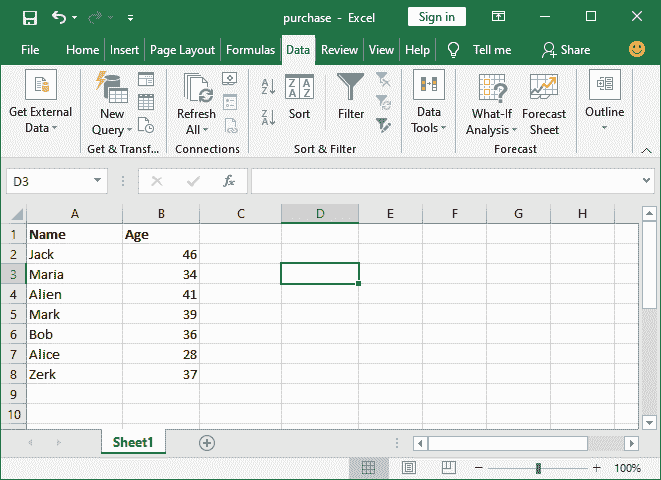 purchase - Excel
Sign in
File Home Insert Page Layout Formulas Data Review View Help Tell me Share
Get External Data
New Query
Refresh All
Sort
Filter
Data Tools
What-If Analysis
Forecast Sheet
Outline
Get & Transf...
Connections
Sort & Filter
Forecast
D3
fx
A B C D E F G H
1 Name Age
2 Jack 46
3 Maria 34
4 Alien 41
5 Mark 39
6 Bob 36
7 Alice 28
8 Zerk 37
9
10
Sheet1
100%